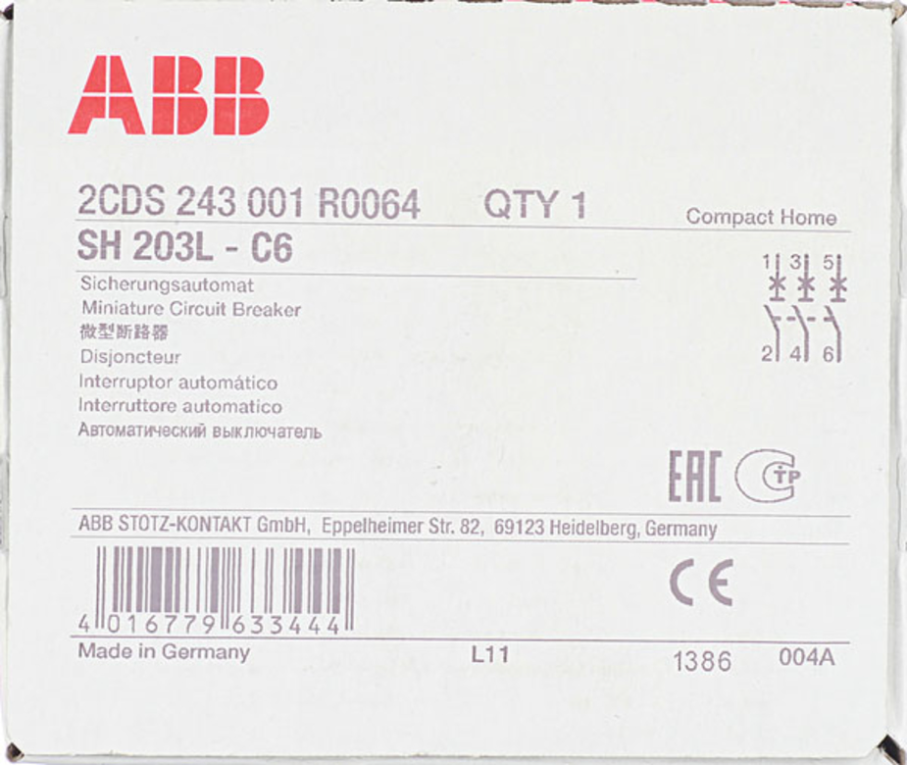 ABB
2CDS 243 001 R0064 QTY 1 Compact Home
SH 203L - C6
Sicherungsautomat
Miniature Circuit Breaker
微型断路器
Disjoncteur
Interruptor automático
Interruttore automatico
Автоматический выключатель
1 3 5
2 4 6
EAC TP
ABB STOTZ-KONTAKT GmbH, Eppelheimer Str. 82, 69123 Heidelberg, Germany
CE
4 016779 633444
Made in Germany L11 1386 004A